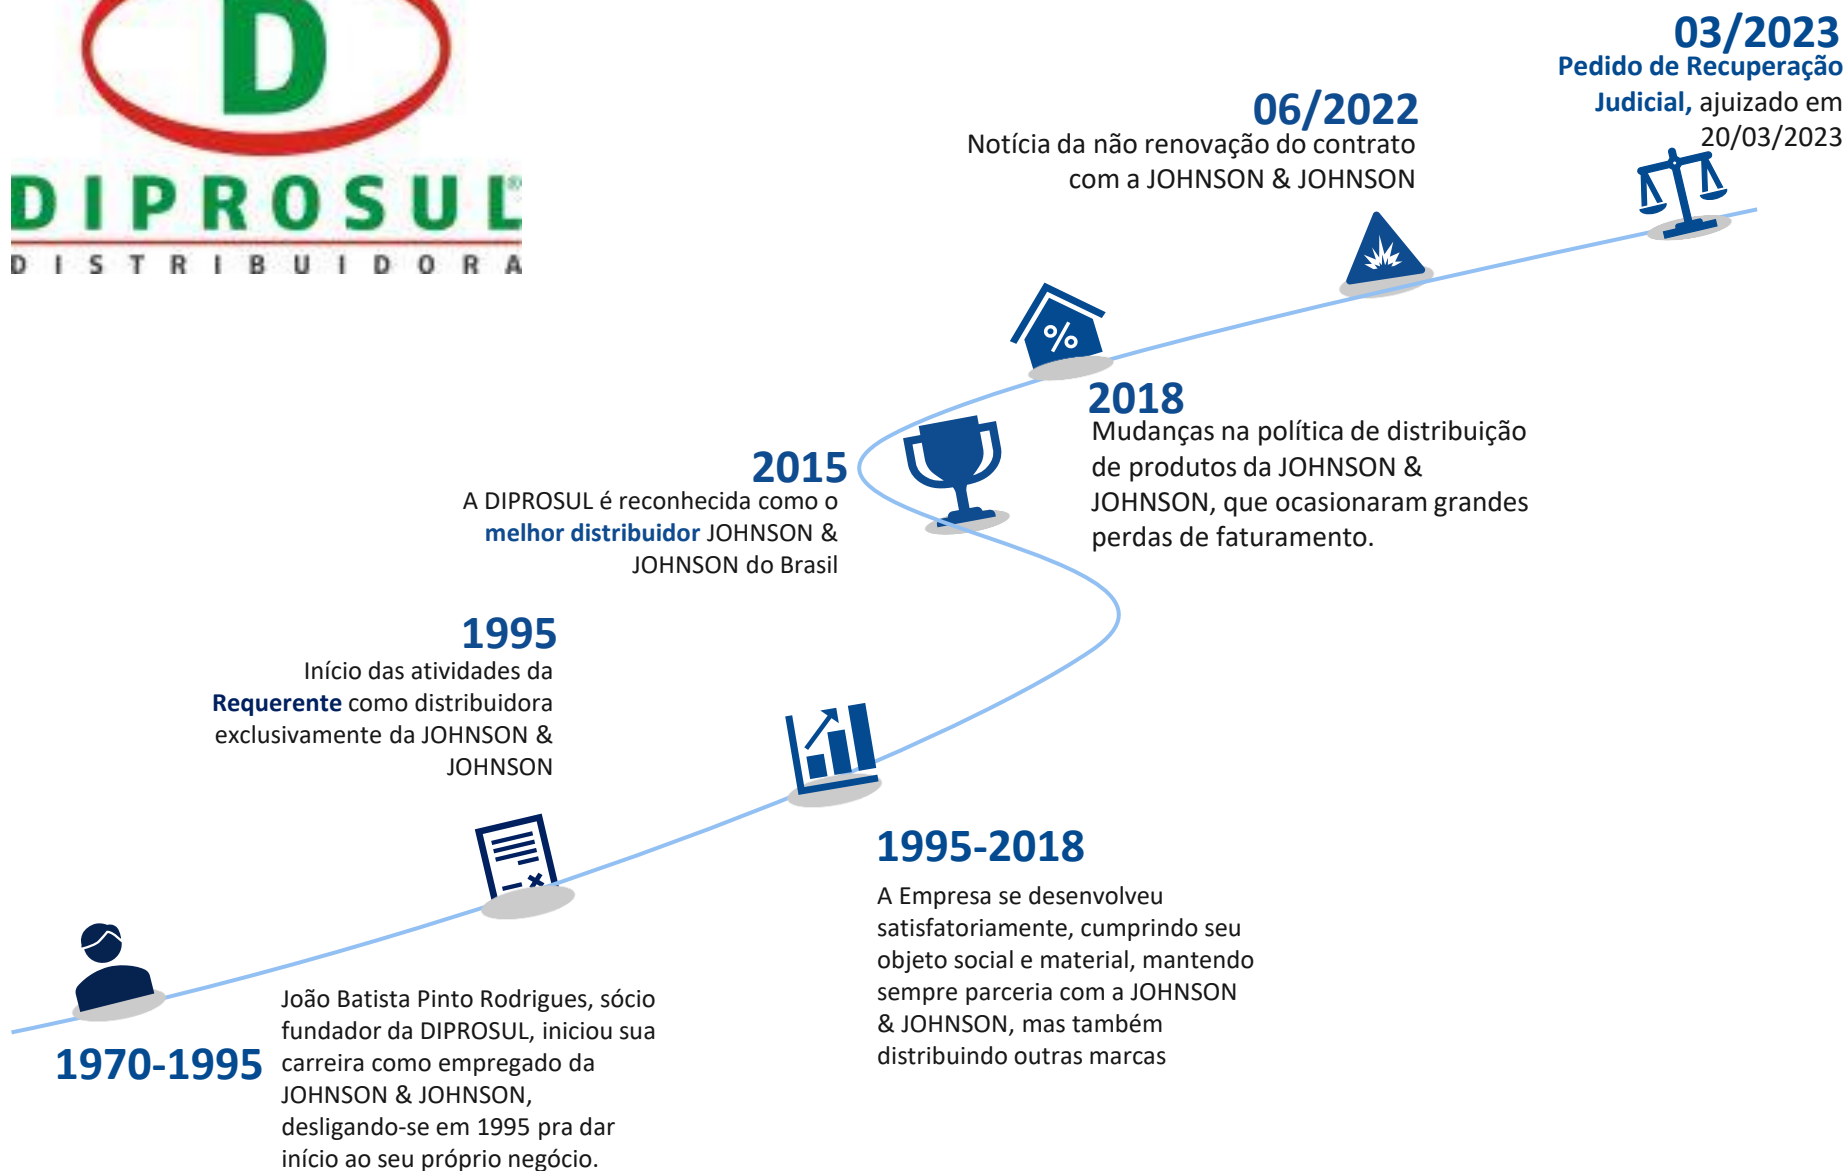 D
DIPROSUL®
DISTRIBUIDORA
03/2023
Pedido de Recuperação
Judicial, ajuizado em
20/03/2023
06/2022
Notícia da não renovação do contrato
com a JOHNSON & JOHNSON
%
2018
Mudanças na política de distribuição
de produtos da JOHNSON &
JOHNSON, que ocasionaram grandes
perdas de faturamento.
2015
A DIPROSUL é reconhecida como o
melhor distribuidor JOHNSON &
JOHNSON do Brasil
1995
Início das atividades da
Requerente como distribuidora
exclusivamente da JOHNSON &
JOHNSON
1995-2018
A Empresa se desenvolveu
satisfatoriamente, cumprindo seu
objeto social e material, mantendo
sempre parceria com a JOHNSON
& JOHNSON, mas também
distribuindo outras marcas
1970-1995
João Batista Pinto Rodrigues, sócio
fundador da DIPROSUL, iniciou sua
carreira como empregado da
JOHNSON & JOHNSON,
desligando-se em 1995 pra dar
início ao seu próprio negócio.